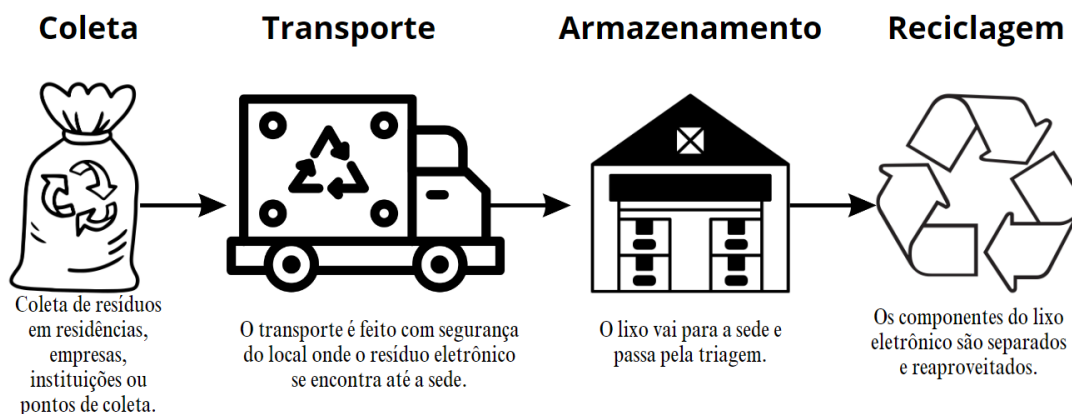 Coleta
Transporte
Armazenamento
Reciclagem
Coleta de resíduos
em residências,
empresas,
instituições ou
pontos de coleta.
O transporte é feito com segurança
do local onde o resíduo eletrônico
se encontra até a sede.
O lixo vai para a sede e
passa pela triagem.
Os componentes do lixo
eletrônico são separados
e reaproveitados.